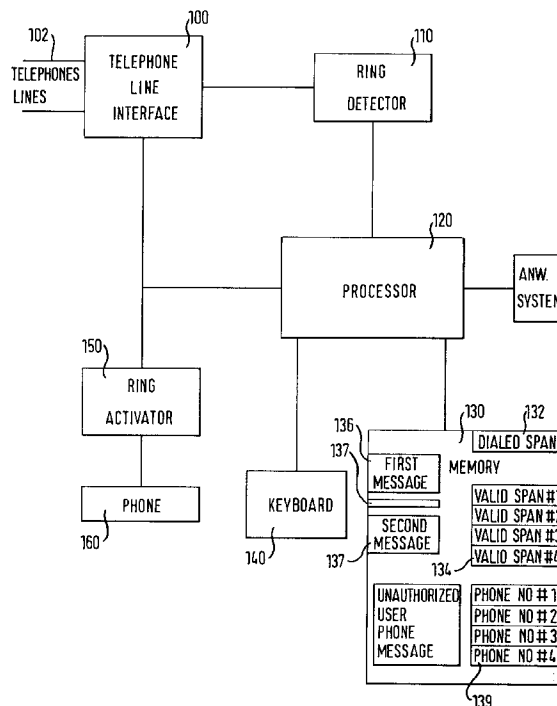 100
102
110
TELEPHONES
LINES
TELEPHONE
LINE
INTERFACE
RING
DETECTOR
120
PROCESSOR
ANW.
SYSTEM
150
RING
ACTIVATOR
PHONE
160
KEYBOARD
140
136
130
132
DIALED SPAN
137
FIRST
MESSAGE
MEMORY
SECOND
MESSAGE
137
VALID SPAN #1
VALID SPAN #2
VALID SPAN #3
VALID SPAN #4
134
UNAUTHORIZED
USER
PHONE
MESSAGE
PHONE NO # 1
PHONE NO # 2
PHONE NO # 3
PHONE NO # 4
139